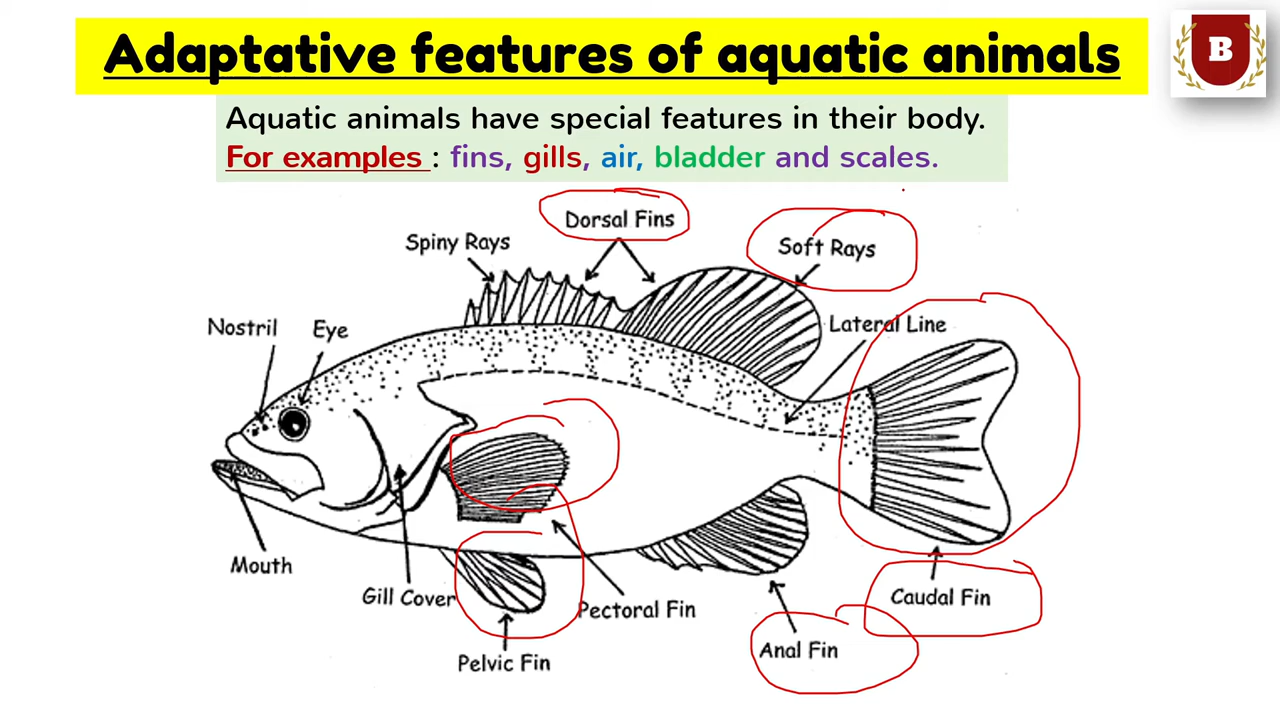 Adaptative features of aquatic animals
B
Aquatic animals have special features in their body.
For examples : fins, gills, air, bladder and scales.
Dorsal Fins
Spiny Rays
Soft Rays
Nostril
Eye
Lateral Line
Mouth
Gill Cover
Pectoral Fin
Caudal Fin
Pelvic Fin
Anal Fin